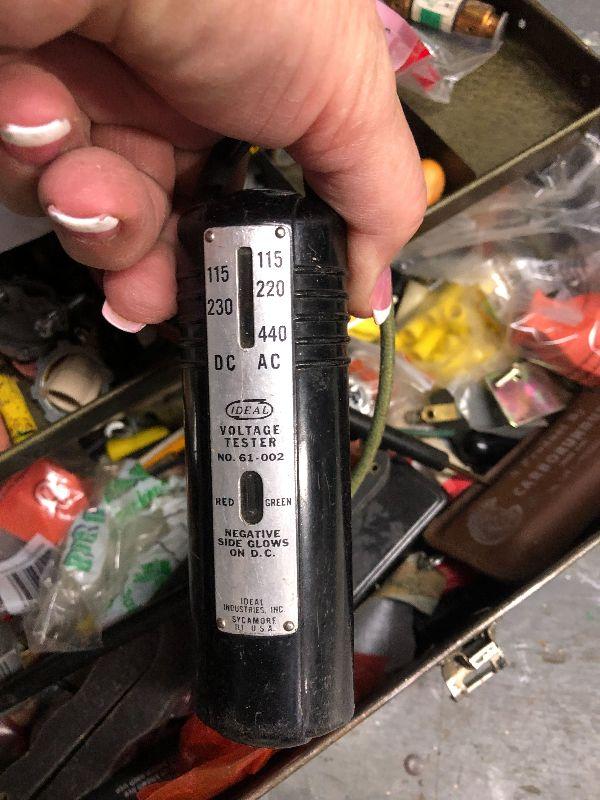 115 115
230 220
440
DC AC
IDEAL
VOLTAGE
TESTER
NO. 61-002
RED GREEN
NEGATIVE
SIDE GLOWS
ON D.C.
IDEAL
INDUSTRIES, INC.
SYCAMORE
ILL U.S.A.